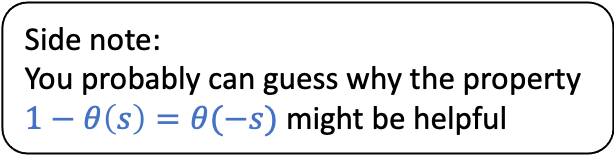 Side note:
You probably can guess why the property
1 − θ(s) = θ(−s) might be helpful